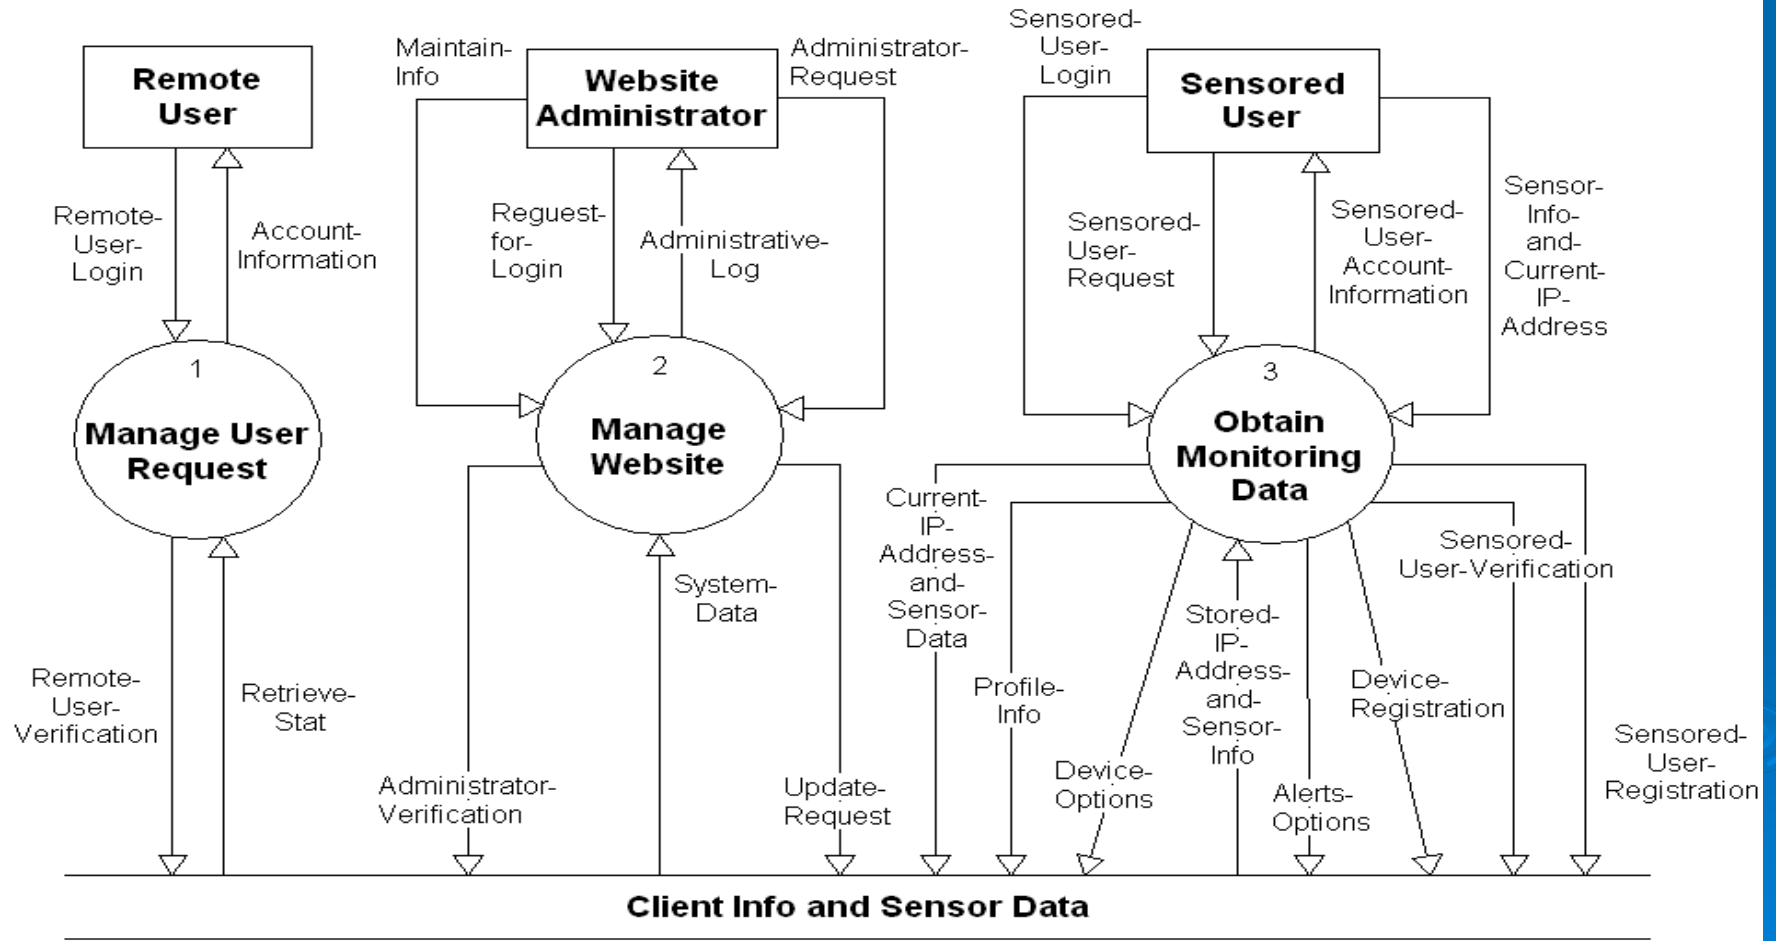 Remote
User
Maintain-
Info
Website
Administrator
Administrator-
Request
Sensored-
User-
Login
Sensored
User
Remote-
User-
Login
Account-
Information
Reguest-
for-
Login
Administrative-
Log
Sensored-
User-
Request
Sensored-
User-
Account-
Information
Sensor-
Info-
and-
Current-
IP-
Address
1
Manage User
Request
2
Manage
Website
3
Obtain
Monitoring
Data
Remote-
User-
Verification
Retrieve-
Stat
Administrator-
Verification
System-
Data
Update-
Request
Current-
IP-
Address-
and-
Sensor-
Data
Profile-
Info
Device-
Options
Stored-
IP-
Address-
and-
Sensor-
Info
Alerts-
Options
Device-
Registration
Sensored-
User-Verification
Sensored-
User-
Registration
Client Info and Sensor Data